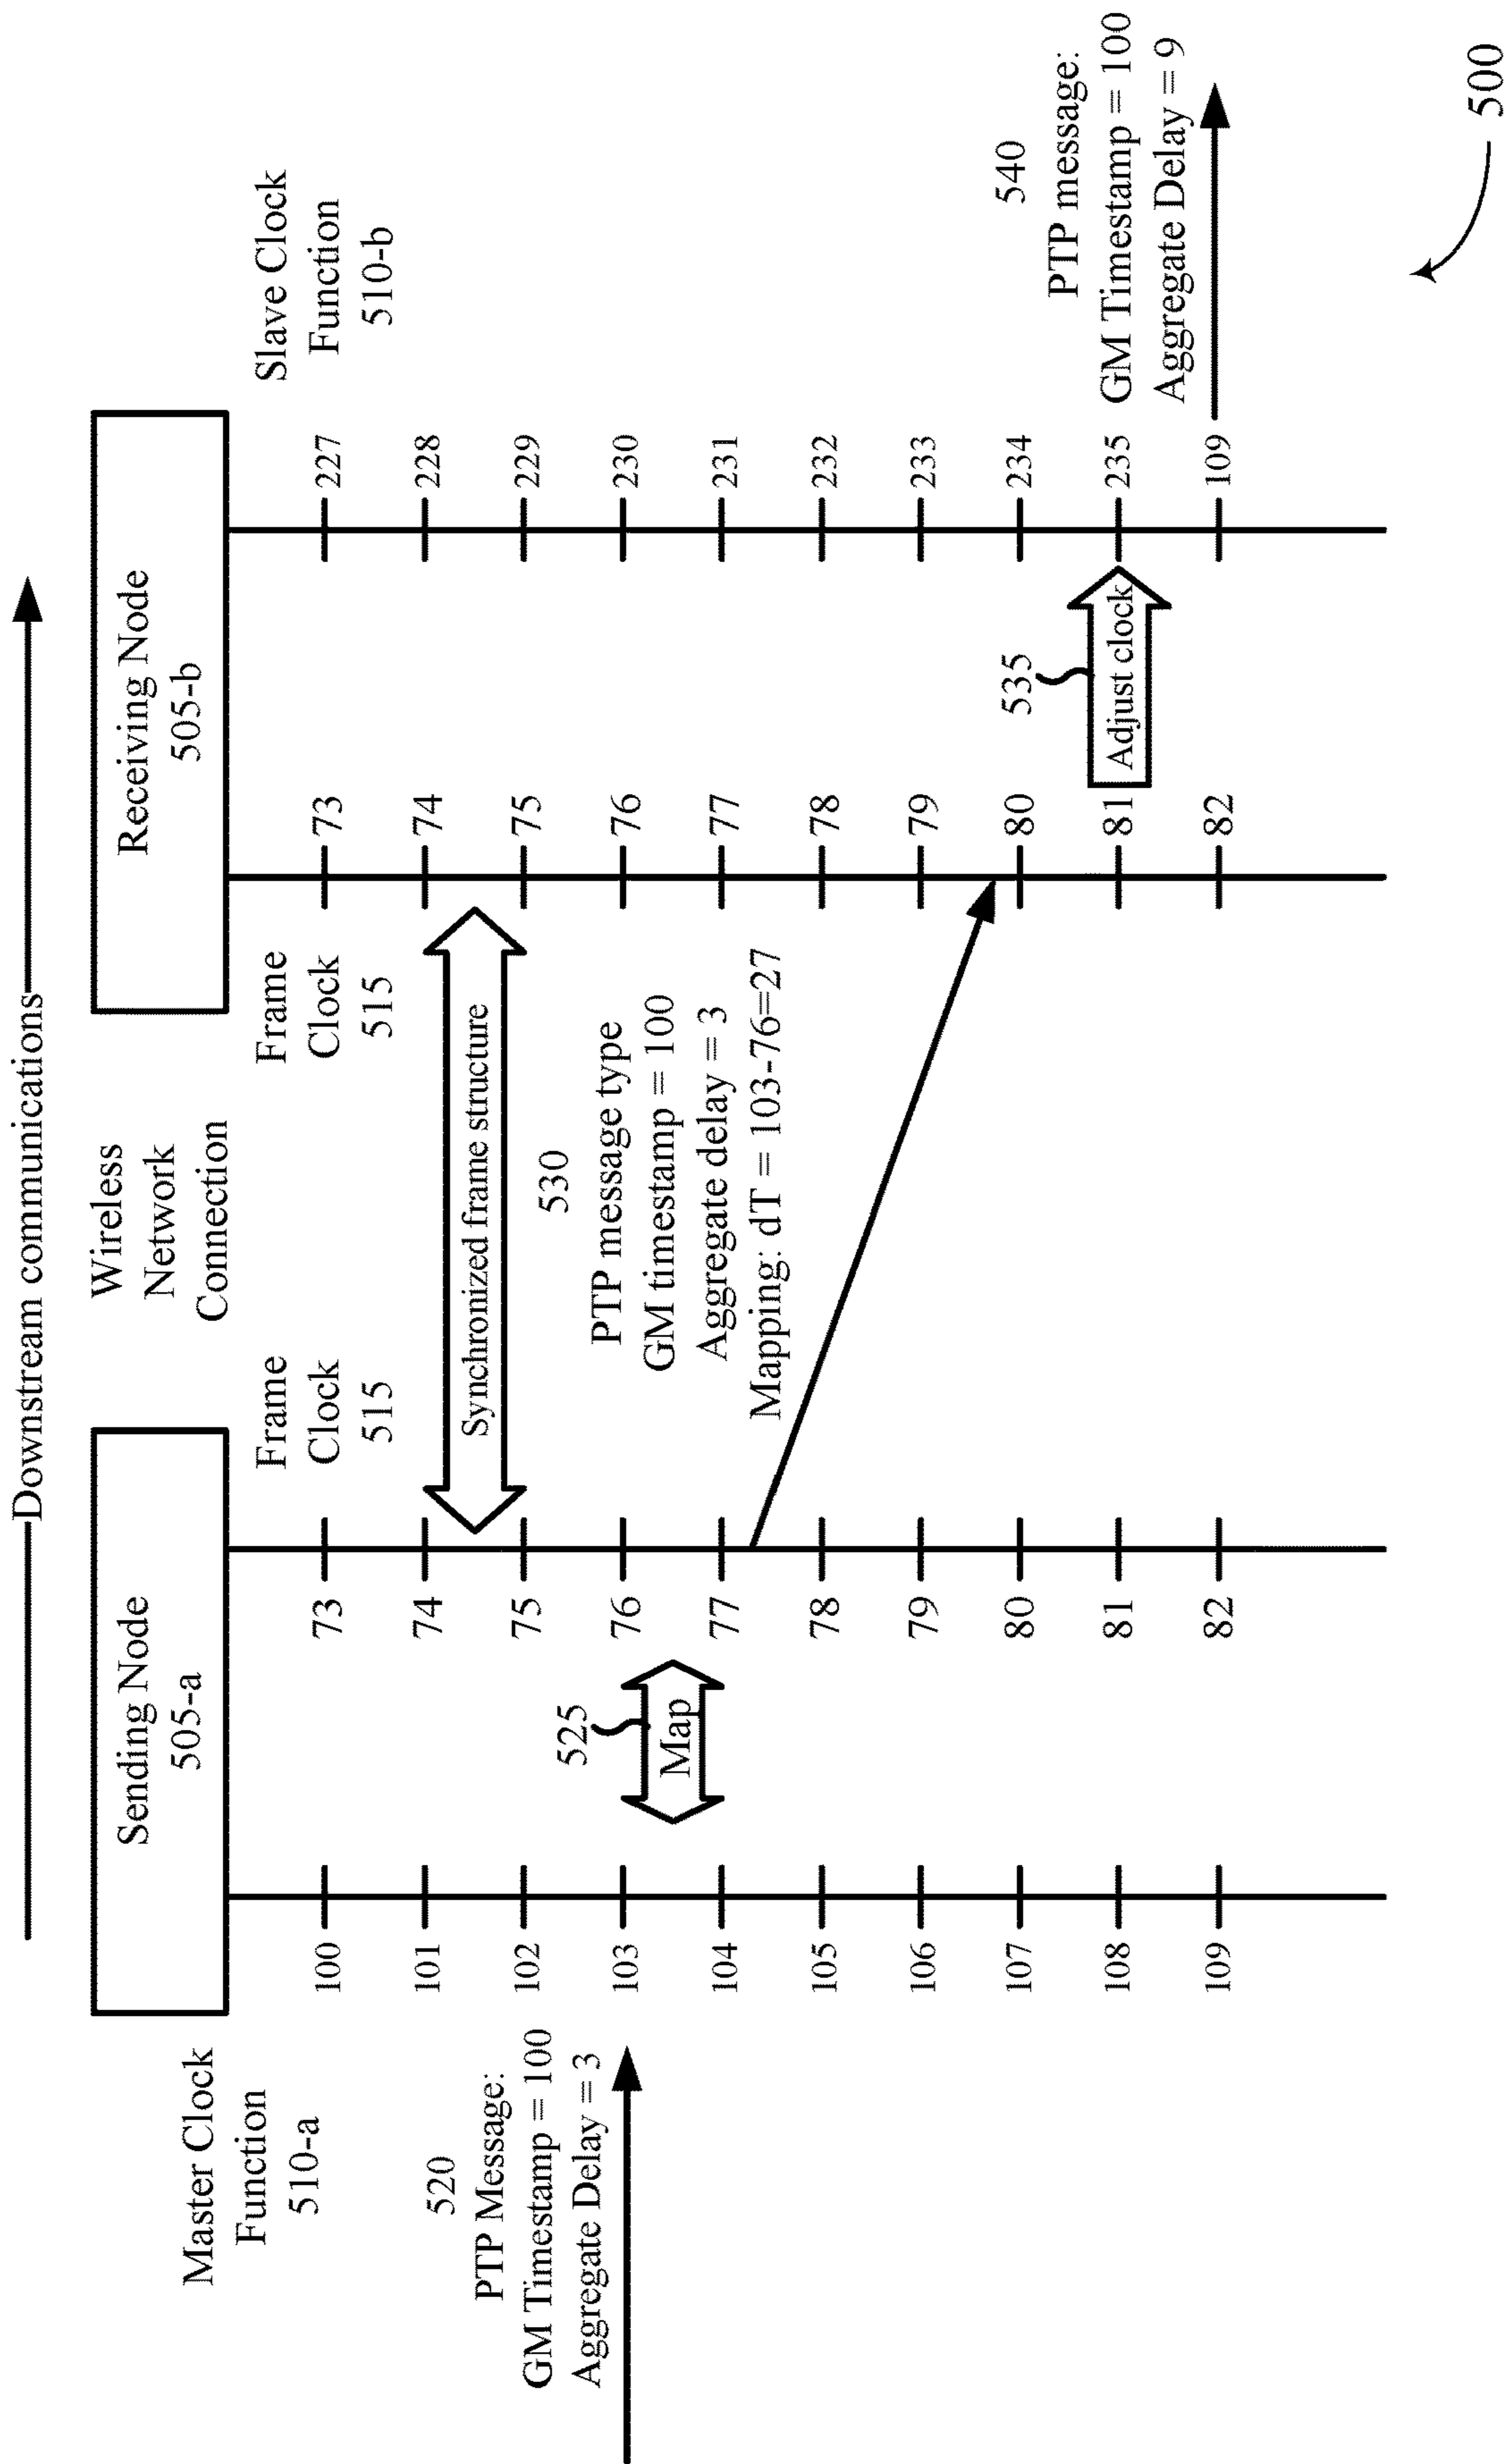 Downstream communications
Sending Node
505-a
Wireless
Network
Connection
Receiving Node
505-b
Master Clock
Function
510-a
Frame
Clock
515
Frame
Clock
515
Slave Clock
Function
510-b
100
101
102
103
104
105
106
107
108
109
73
74
75
76
77
78
79
80
81
82
73
74
75
76
77
78
79
80
81
82
227
228
229
230
231
232
233
234
235
109
520
PTP Message:
GM Timestamp = 100
Aggregate Delay = 3
525
Map
Synchronized frame structure
530
PTP message type
GM timestamp = 100
Aggregate delay = 3
Mapping: dT = 103-76=27
535
Adjust clock
540
PTP message:
GM Timestamp = 100
Aggregate Delay = 9
500